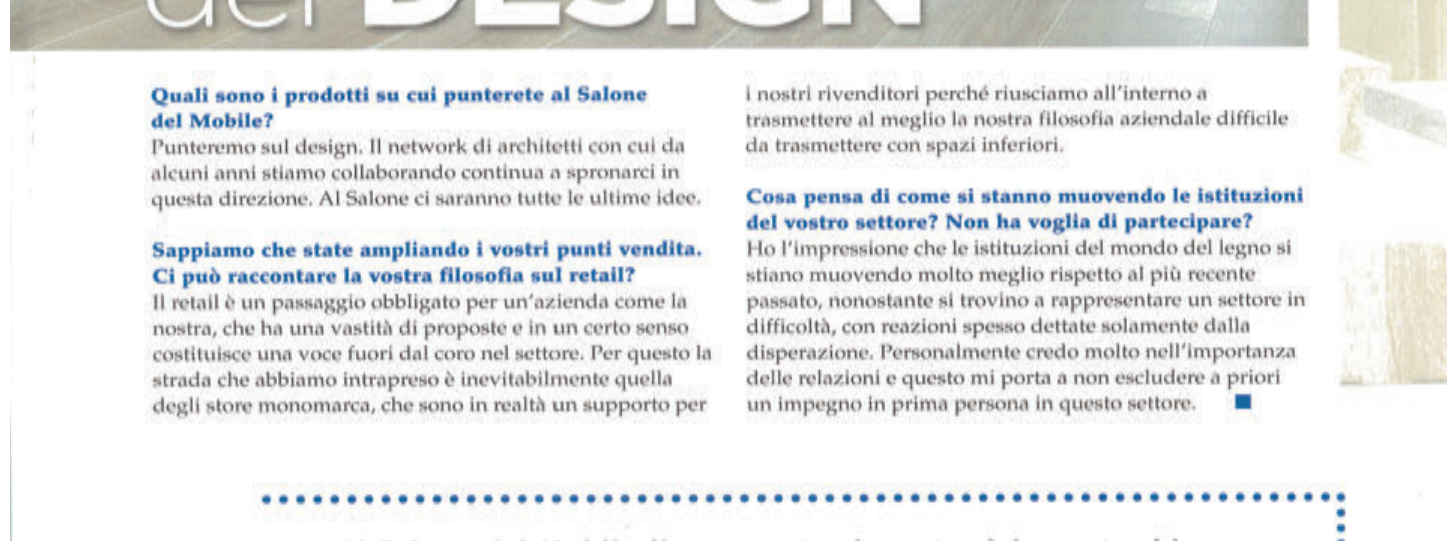 del DESIGN
Quali sono i prodotti su cui punterete al Salone
del Mobile?
Punteremo sul design. Il network di architetti con cui da
alcuni anni stiamo collaborando continua a spronarci in
questa direzione. Al Salone ci saranno tutte le ultime idee.
Sappiamo che state ampliando i vostri punti vendita.
Ci può raccontare la vostra filosofia sul retail?
Il retail è un passaggio obbligato per un'azienda come la
nostra, che ha una vastità di proposte e in un certo senso
costituisce una voce fuori dal coro nel settore. Per questo la
strada che abbiamo intrapreso è inevitabilmente quella
degli store monomarca, che sono in realtà un supporto per
i nostri rivenditori perché riusciamo all'interno a
trasmettere al meglio la nostra filosofia aziendale difficile
da trasmettere con spazi inferiori.
Cosa pensa di come si stanno muovendo le istituzioni
del vostro settore? Non ha voglia di partecipare?
Ho l'impressione che le istituzioni del mondo del legno si
stiano muovendo molto meglio rispetto al più recente
passato, nonostante si trovino a rappresentare un settore in
difficoltà, con reazioni spesso dettate solamente dalla
disperazione. Personalmente credo molto nell'importanza
delle relazioni e questo mi porta a non escludere a priori
un impegno in prima persona in questo settore.